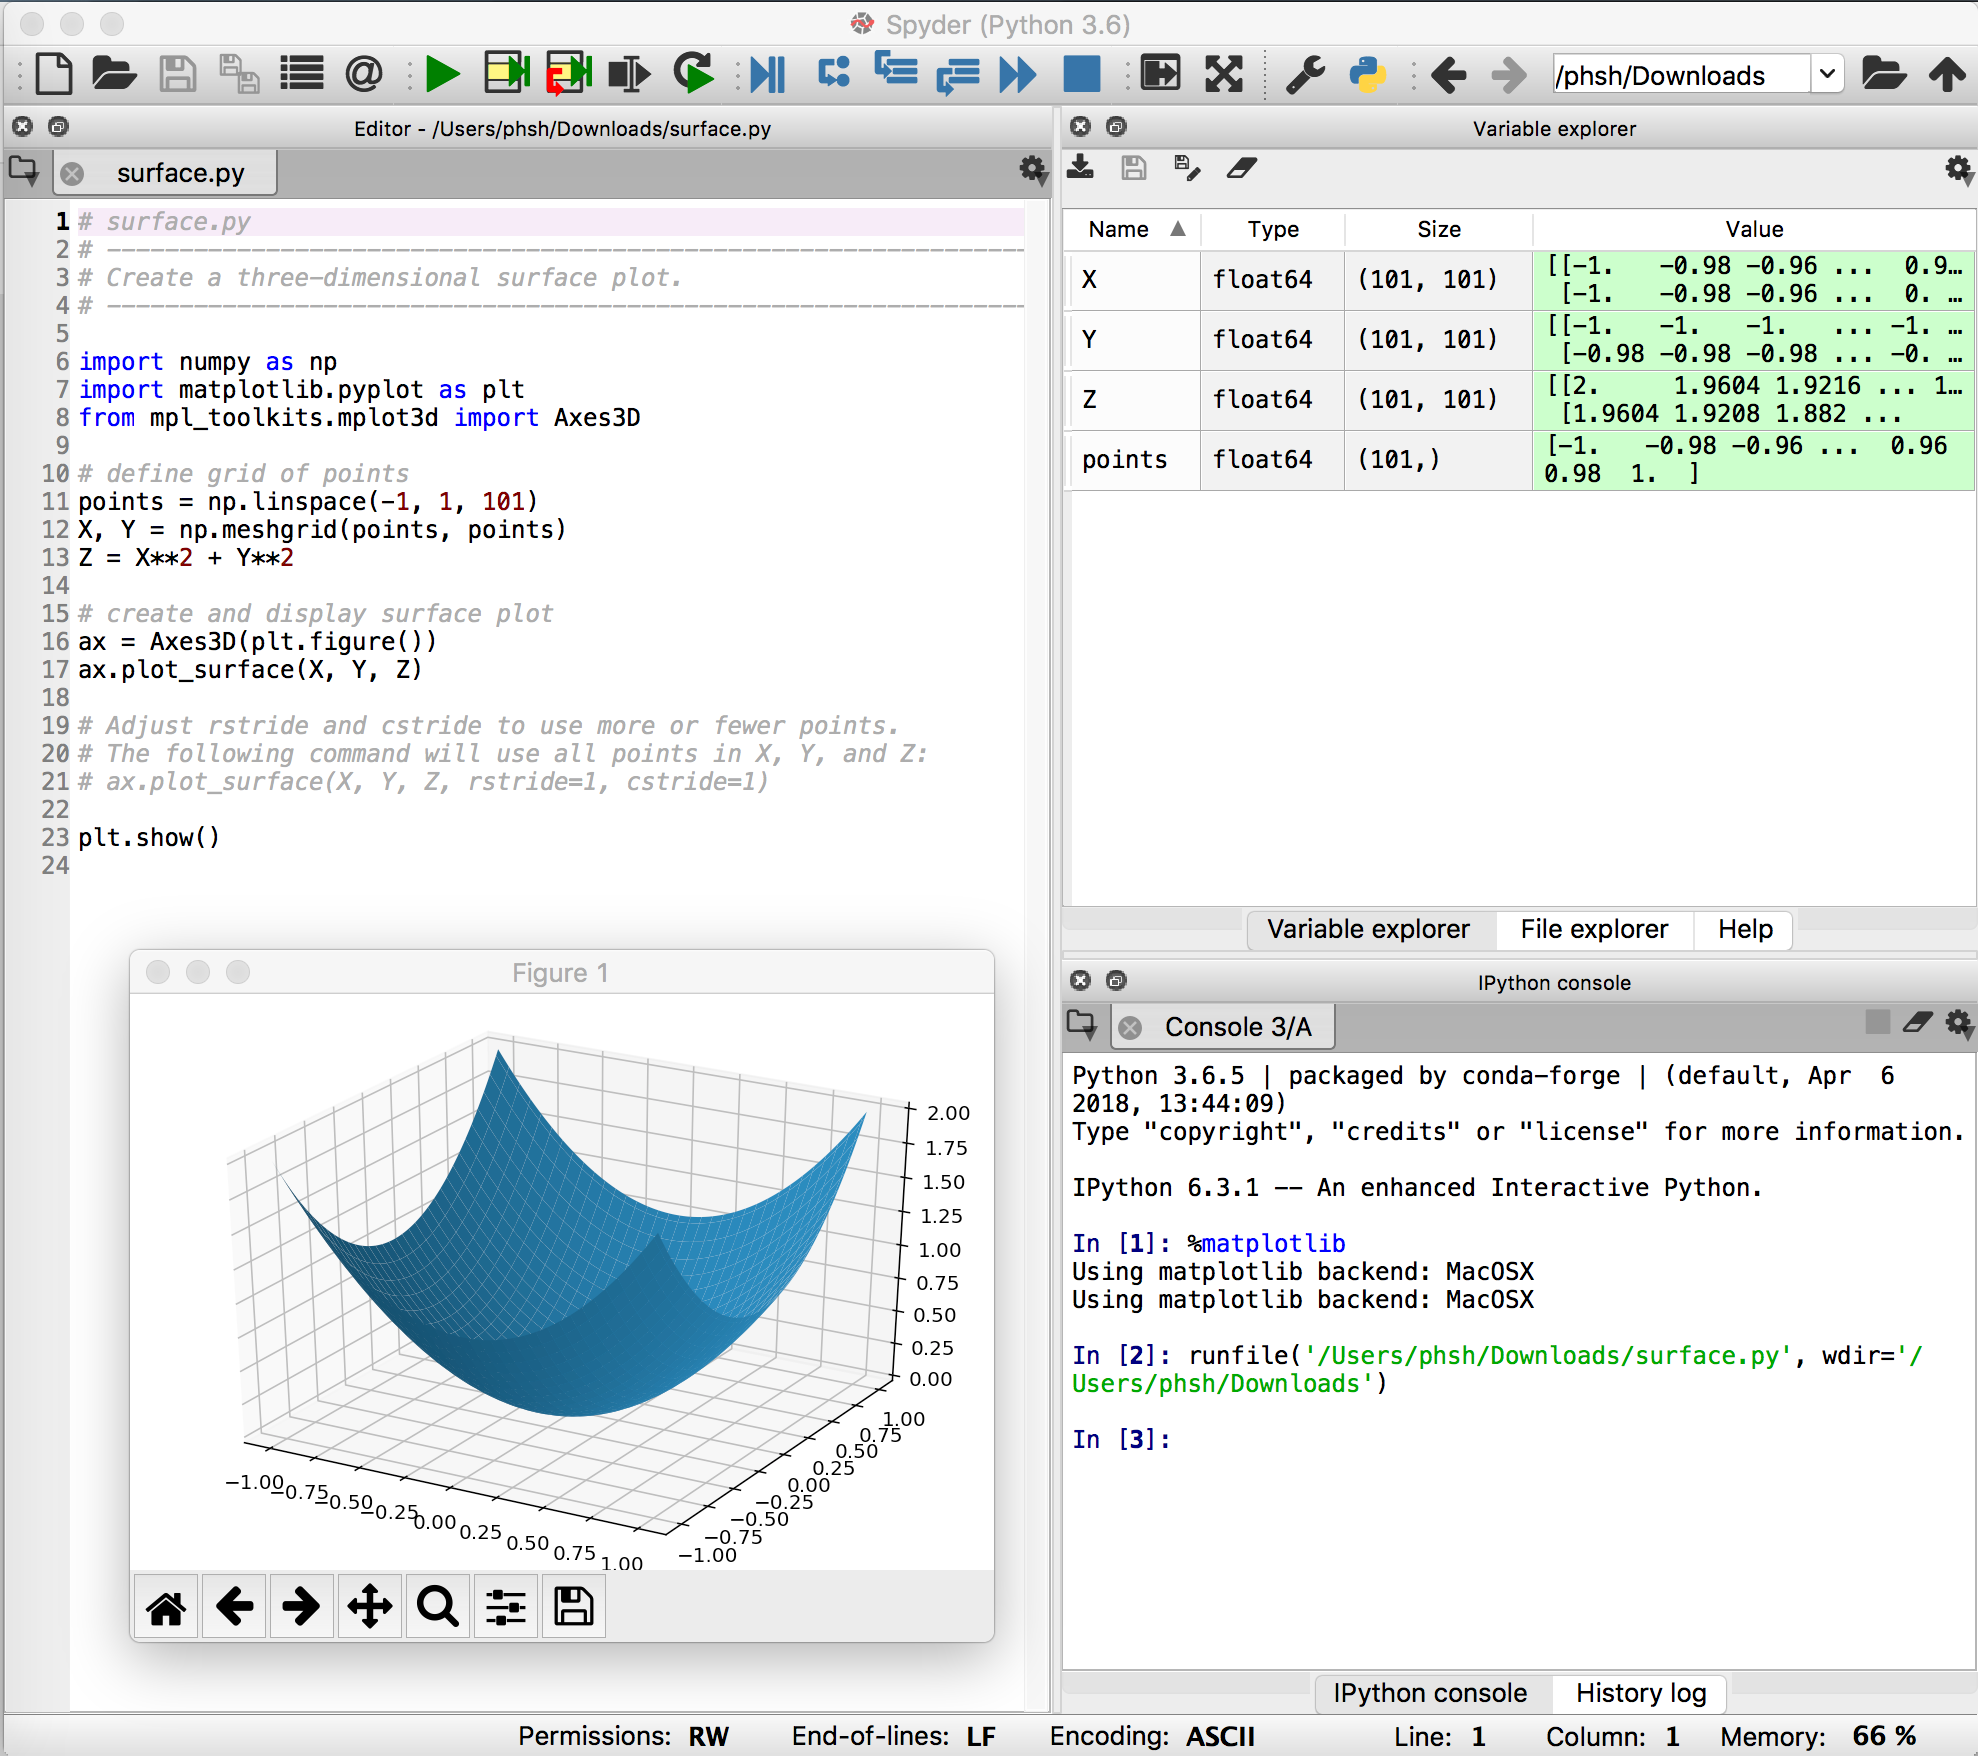 Spyder (Python 3.6)
/phsh/Downloads
Editor - /Users/phsh/Downloads/surface.py
surface.py
1 # surface.py
2 # ----------------------------------------------------------------
3 # Create a three-dimensional surface plot.
4 # ----------------------------------------------------------------
5
6 import numpy as np
7 import matplotlib.pyplot as plt
8 from mpl_toolkits.mplot3d import Axes3D
9
10 # define grid of points
11 points = np.linspace(-1, 1, 101)
12 X, Y = np.meshgrid(points, points)
13 Z = X**2 + Y**2
14
15 # create and display surface plot
16 ax = Axes3D(plt.figure())
17 ax.plot_surface(X, Y, Z)
18
19 # Adjust rstride and cstride to use more or fewer points.
20 # The following command will use all points in X, Y, and Z:
21 # ax.plot_surface(X, Y, Z, rstride=1, cstride=1)
22
23 plt.show()
24
Figure 1
2.00
1.75
1.50
1.25
1.00
0.75
0.50
0.25
0.00
1.00
0.75
0.50
0.25
0.00
−0.25
−0.50
−0.75
−1.00
−1.00
−0.75
−0.50
−0.25
0.00
0.25
0.50
0.75
1.00
Variable explorer
Name Type Size Value
X float64 (101, 101) [[-1. -0.98 -0.96 ... 0.9…
[-1. -0.98 -0.96 ... 0. …
Y float64 (101, 101) [[-1. -1. -1. ... -1. …
[-0.98 -0.98 -0.98 ... -0. …
Z float64 (101, 101) [[2. 1.9604 1.9216 ... 1…
[1.9604 1.9208 1.882 ...
points float64 (101,) [-1. -0.98 -0.96 ... 0.96
0.98 1. ]
Variable explorer File explorer Help
IPython console
Console 3/A
Python 3.6.5 | packaged by conda-forge | (default, Apr  6
2018, 13:44:09)
Type "copyright", "credits" or "license" for more information.
IPython 6.3.1 -- An enhanced Interactive Python.
In [1]: %matplotlib
Using matplotlib backend: MacOSX
Using matplotlib backend: MacOSX
In [2]: runfile('/Users/phsh/Downloads/surface.py', wdir='/
Users/phsh/Downloads')
In [3]:
IPython console History log
Permissions: RW End-of-lines: LF Encoding: ASCII Line: 1 Column: 1 Memory: 66 %